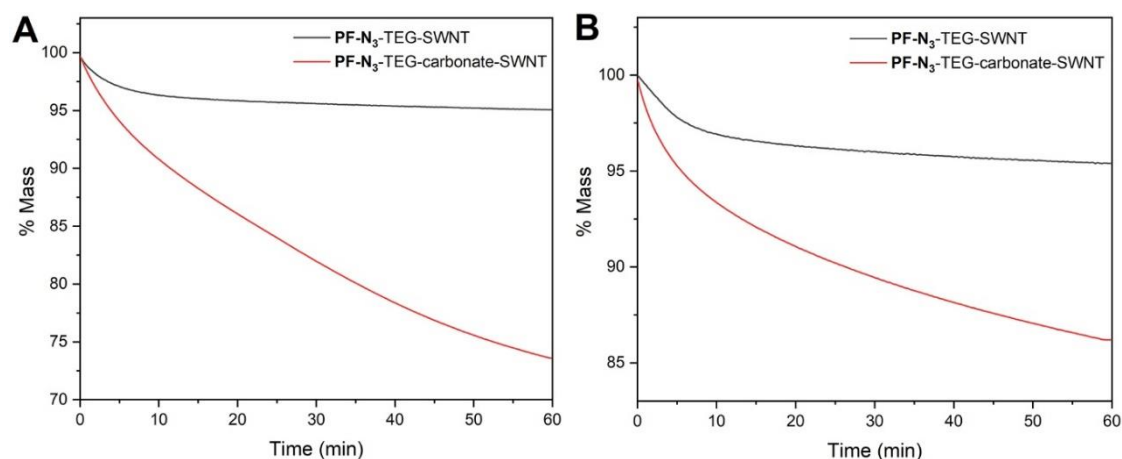 A
PF-N₃-TEG-SWNT
PF-N₃-TEG-carbonate-SWNT
100
95
90
85
80
75
70
% Mass
0
10
20
30
40
50
60
Time (min)
B
PF-N₃-TEG-SWNT
PF-N₃-TEG-carbonate-SWNT
100
95
90
85
% Mass
0
10
20
30
40
50
60
Time (min)